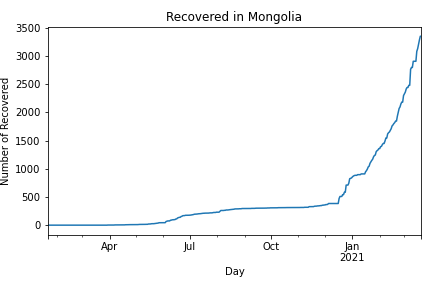 Recovered in Mongolia
Number of Recovered
3500
3000
2500
2000
1500
1000
500
0
Apr
Jul
Oct
Jan
2021
Day